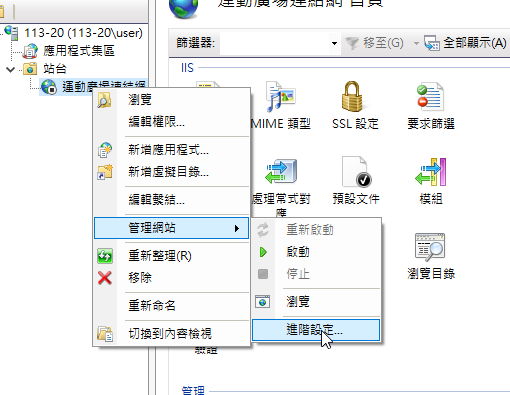 運動廣場連結網 首頁
113-20 (113-20\user)
應用程式集區
站台
運動廣場連結網
篩選器:
移至(G)
全部顯示(A)
IIS
MIME 類型
SSL 設定
要求篩選
處理常式對
應
預設文件
模組
瀏覽目錄
驗證
管理
瀏覽
編輯權限...
新增應用程式...
新增虛擬目錄...
編輯繫結...
管理網站
重新整理(R)
移除
重新命名
切換到內容檢視
重新啟動
啟動
停止
瀏覽
進階設定...